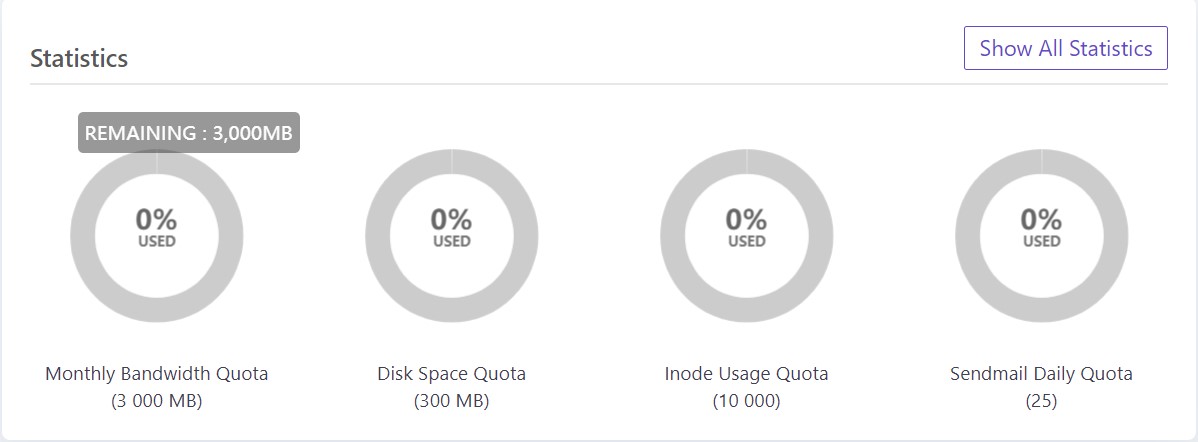 Statistics
Show All Statistics
REMAINING : 3,000MB
0%
USED
0%
USED
0%
USED
0%
USED
Monthly Bandwidth Quota
(3 000 MB)
Disk Space Quota
(300 MB)
Inode Usage Quota
(10 000)
Sendmail Daily Quota
(25)